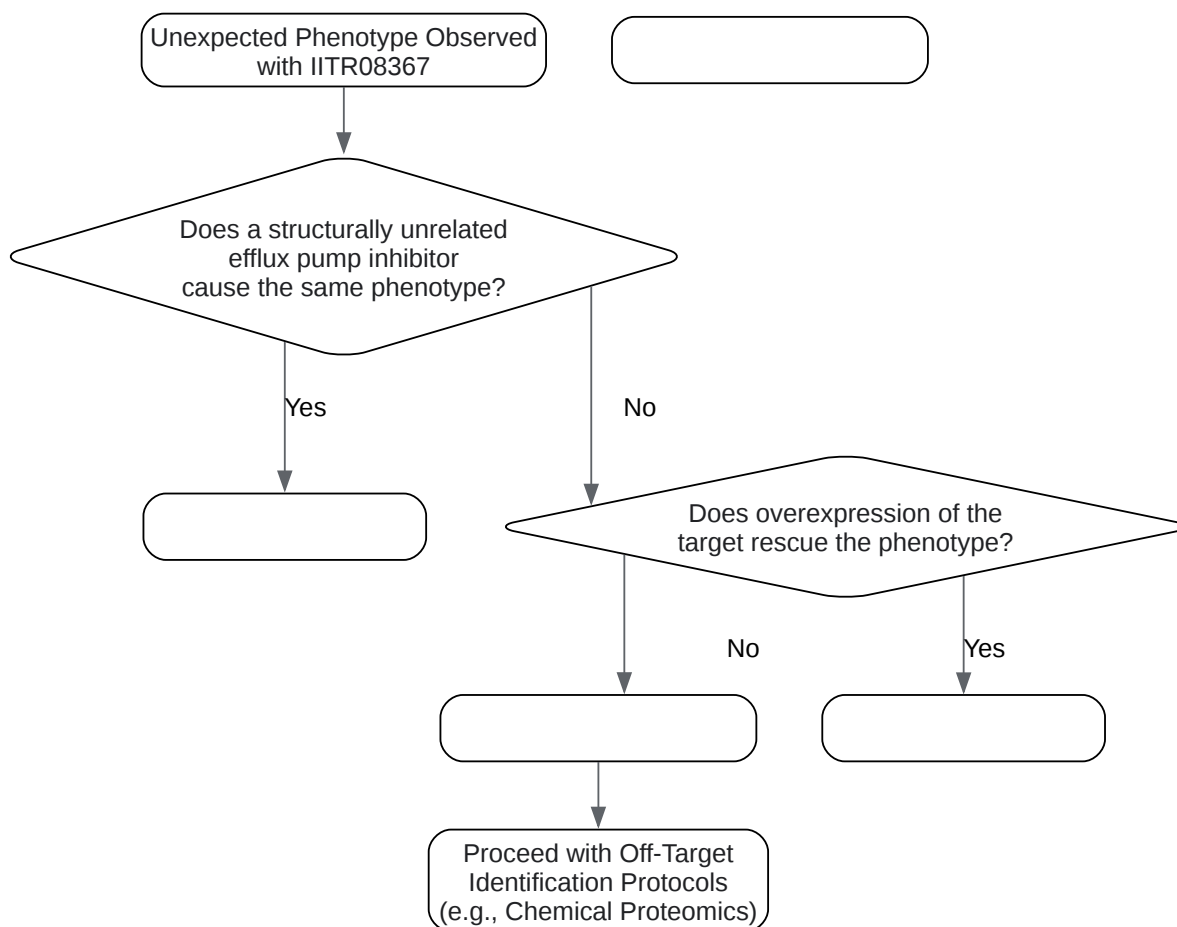 Unexpected Phenotype Observed
with IITR08367
Does a structurally unrelated
efflux pump inhibitor
cause the same phenotype?
Yes
No
Does overexpression of the
target rescue the phenotype?
No
Yes
Proceed with Off-Target
Identification Protocols
(e.g., Chemical Proteomics)